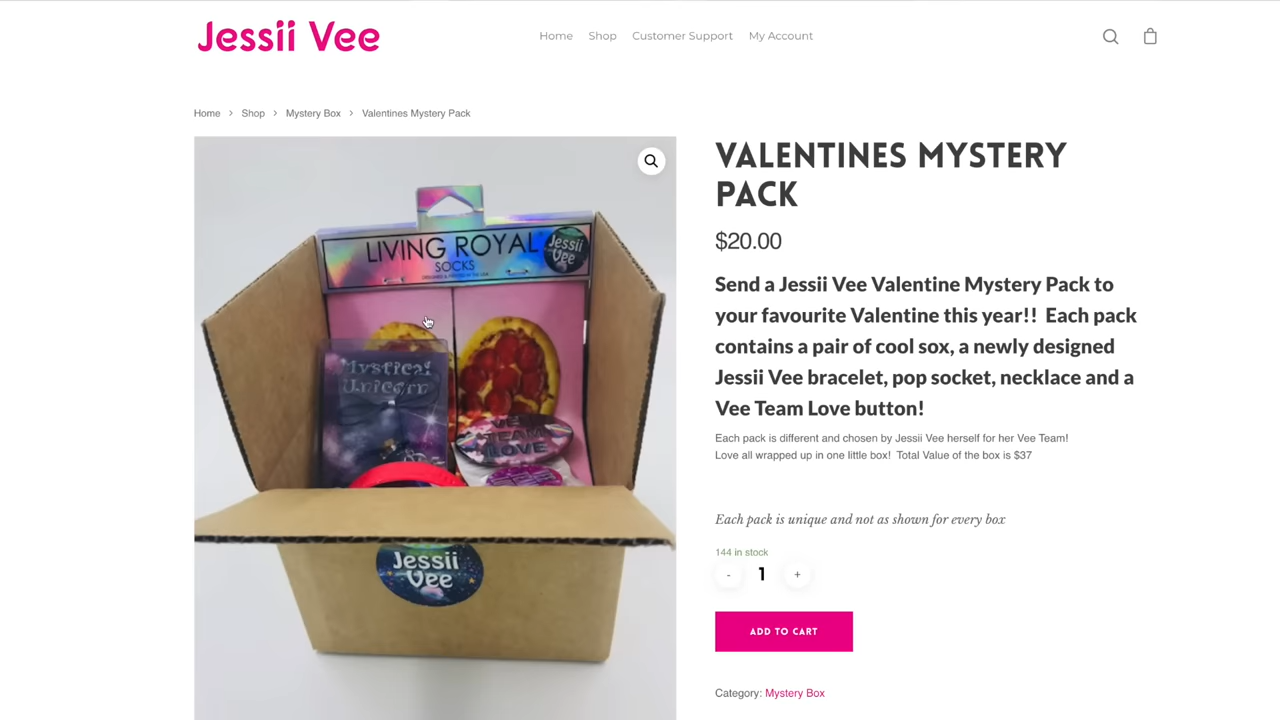 Jessii Vee
Home
Shop
Customer Support
My Account
Home > Shop > Mystery Box > Valentines Mystery Pack
LIVING ROYAL
SOCKS
Jessii
Vee
Mystical
Unicorn
VEE
TEAM
LOVE
Jessii
Vee
VALENTINES MYSTERY
PACK
$20.00
Send a Jessii Vee Valentine Mystery Pack to
your favourite Valentine this year!! Each pack
contains a pair of cool sox, a newly designed
Jessii Vee bracelet, pop socket, necklace and a
Vee Team Love button!
Each pack is different and chosen by Jessii Vee herself for her Vee Team!
Love all wrapped up in one little box! Total Value of the box is $37
Each pack is unique and not as shown for every box
144 in stock
- 1 +
ADD TO CART
Category: Mystery Box